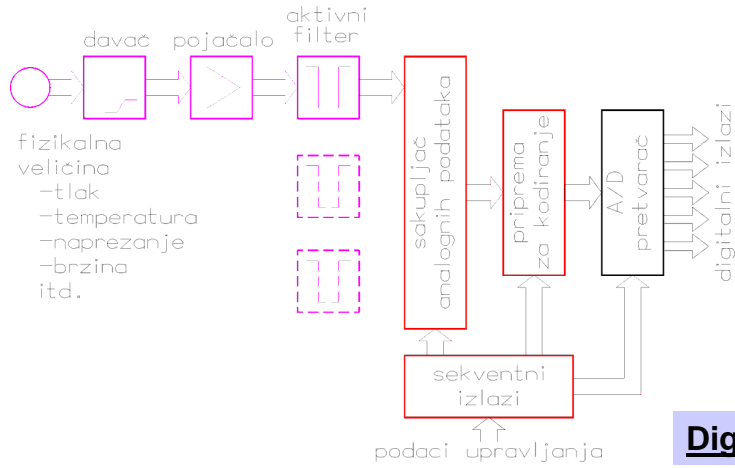 davač
pojačalo
aktivni
filter
fizikalna
veličina
-tlak
-temperatura
-naprezanje
-brzina
itd.
sakupljač
analognih podataka
priprema
za kodiranje
A/D
pretvarač
digitalni izlazi
sekventni
izlazi
podaci upravljanja
Dig